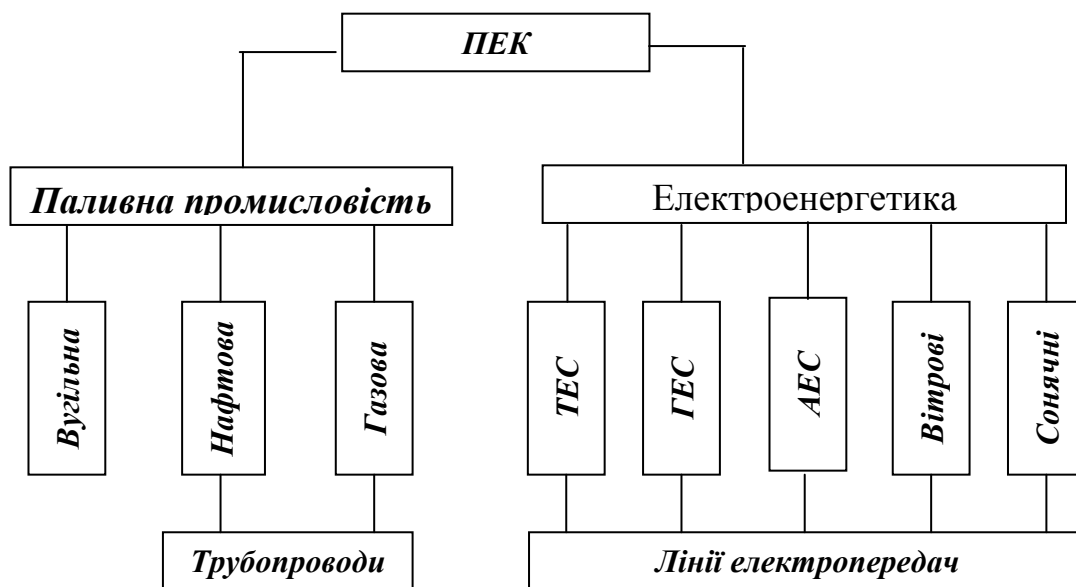 ПЕК
Паливна промисловість
Електроенергетика
Вугільна
Нафтова
Газова
ТЕС
ГЕС
АЕС
Вітрові
Сонячні
Трубопроводи
Лінії електропередач